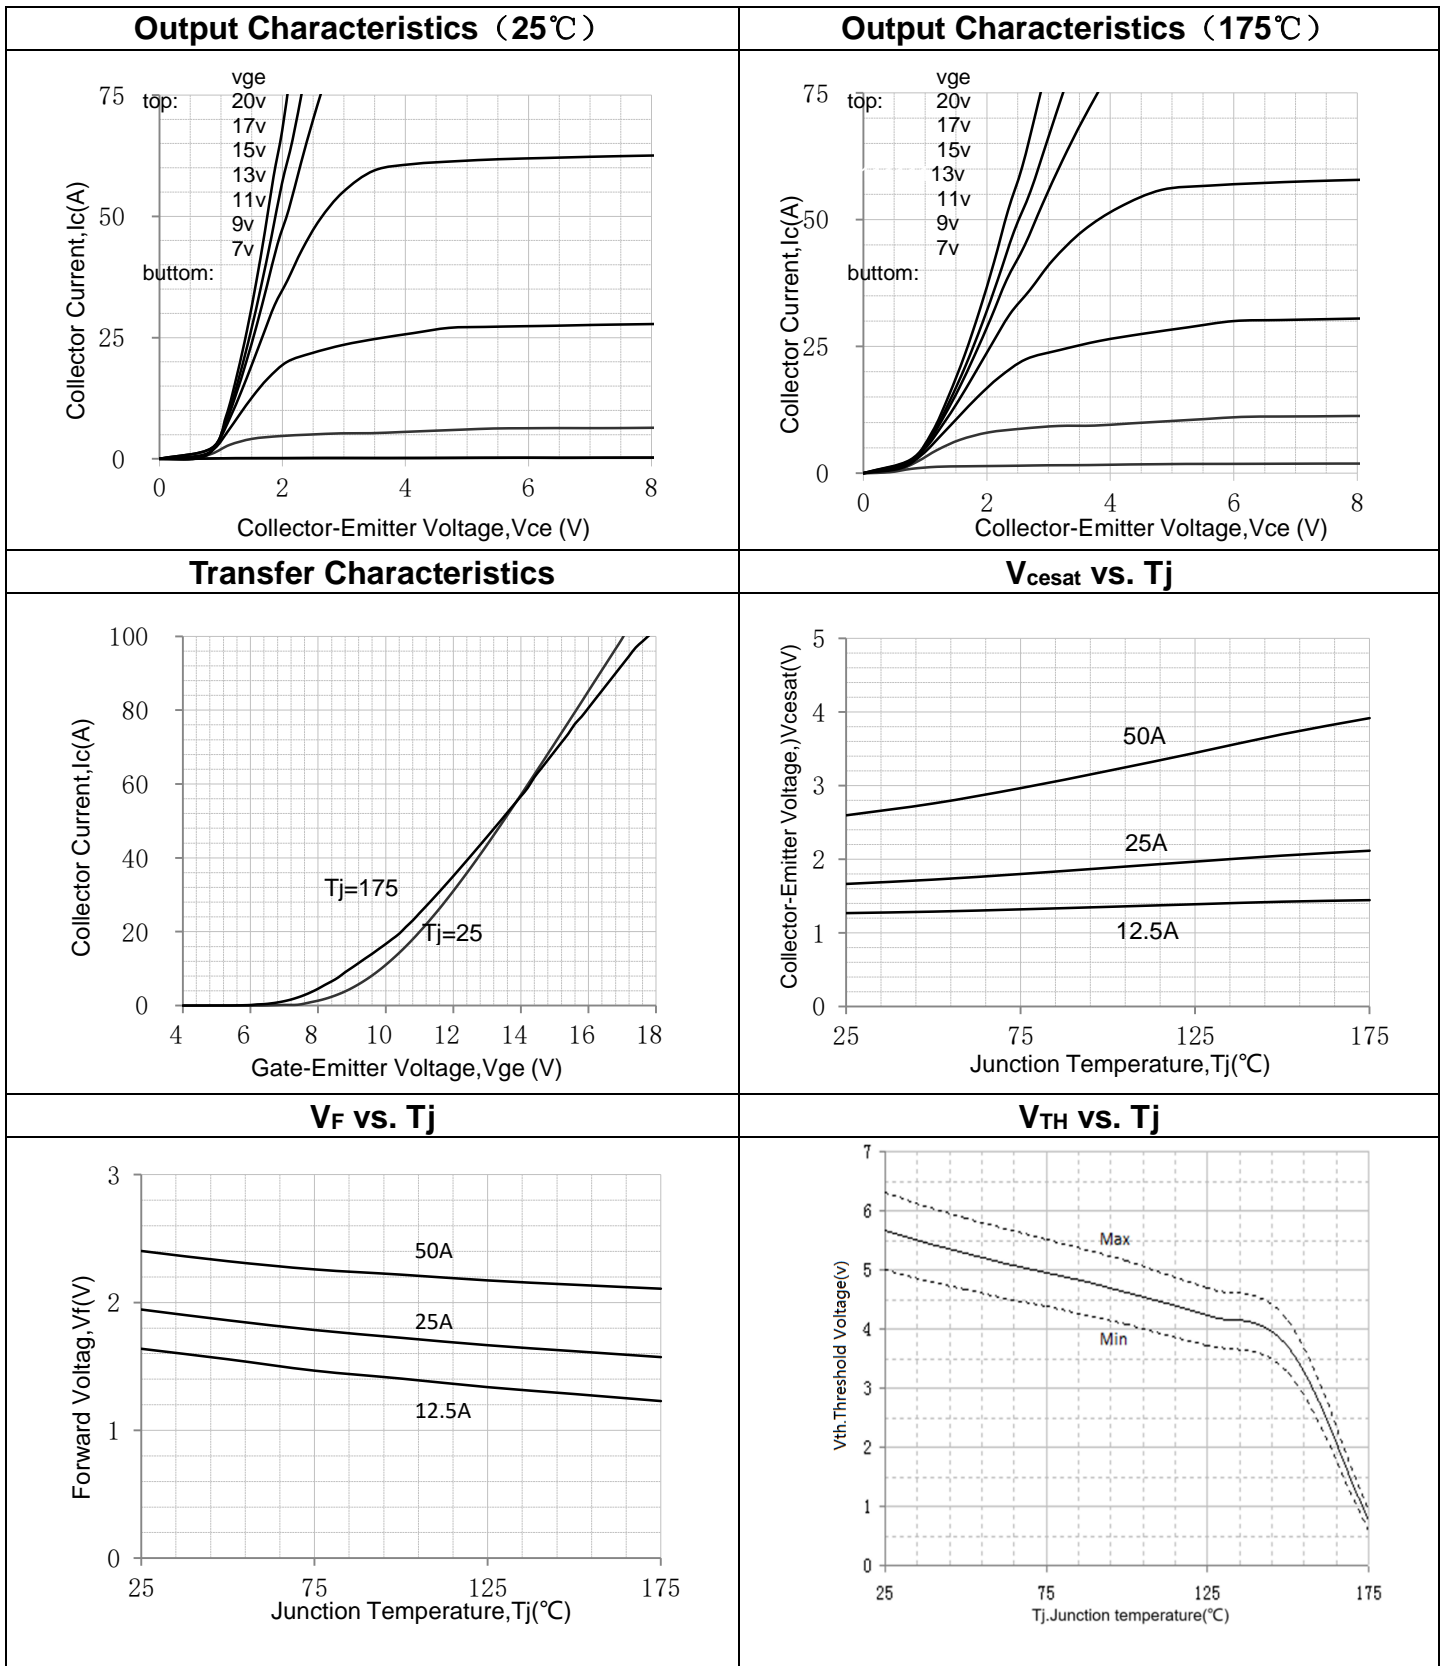 Output Characteristics（25℃）
vge
top: 20v
17v
15v
13v
11v
9v
7v
buttom:
75
50
25
0
0 2 4 6 8
Collector Current,Ic(A)
Collector-Emitter Voltage,Vce (V)
Output Characteristics（175℃）
vge
top: 20v
17v
15v
13v
11v
9v
7v
buttom:
75
50
25
0
0 2 4 6 8
Collector Current,Ic(A)
Collector-Emitter Voltage,Vce (V)
Transfer Characteristics
100
80
60
40
20
0
Tj=175
Tj=25
4 6 8 10 12 14 16 18
Collector Current,Ic(A)
Gate-Emitter Voltage,Vge (V)
Vcesat vs. Tj
5
4
3
2
1
0
50A
25A
12.5A
25 75 125 175
Collector-Emitter Voltage,)Vcesat(V)
Junction Temperature,Tj(℃)
VF vs. Tj
3
2
1
0
50A
25A
12.5A
25 75 125 175
Forward Voltag,Vf(V)
Junction Temperature,Tj(℃)
VTH vs. Tj
7
6
5
4
3
2
1
0
Max
Min
25 75 125 175
Vth.Threshold Voltage(v)
Tj.Junction temperature(℃)